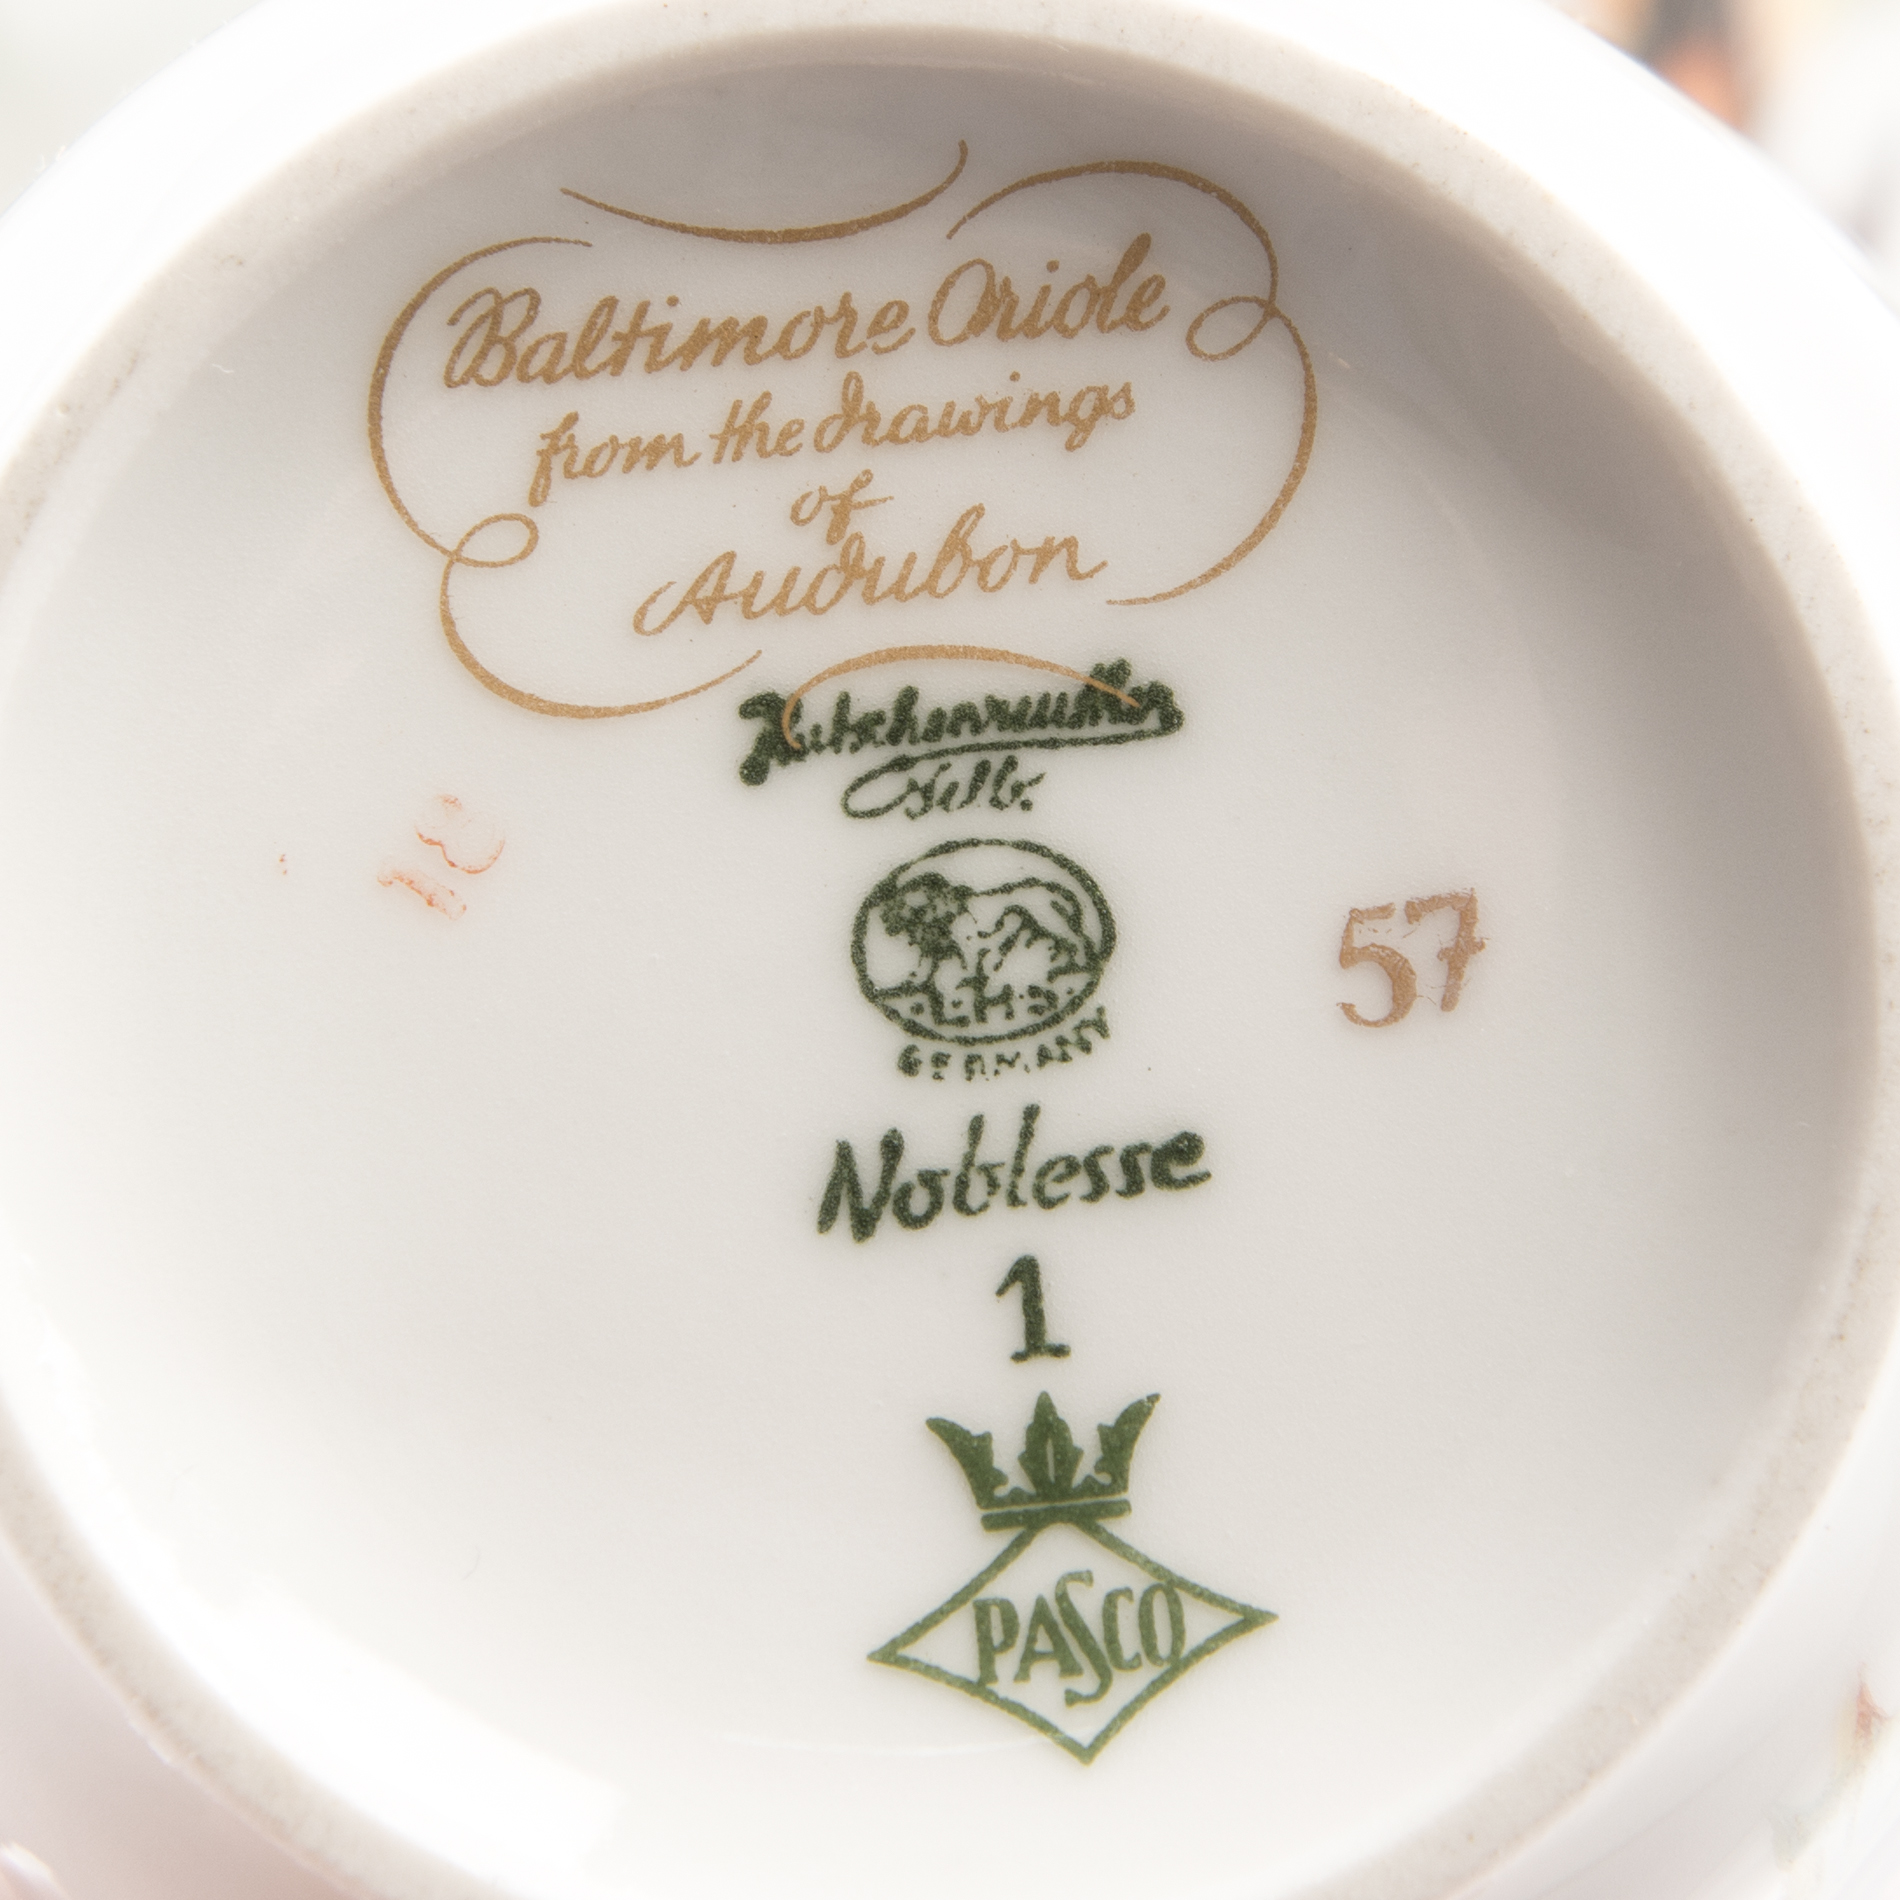 Baltimore Oriole
from the drawings
of
Audubon
Hutschenreuther
Selb.
L.H.S.
GERMANY
57
Noblesse
1
PASCO